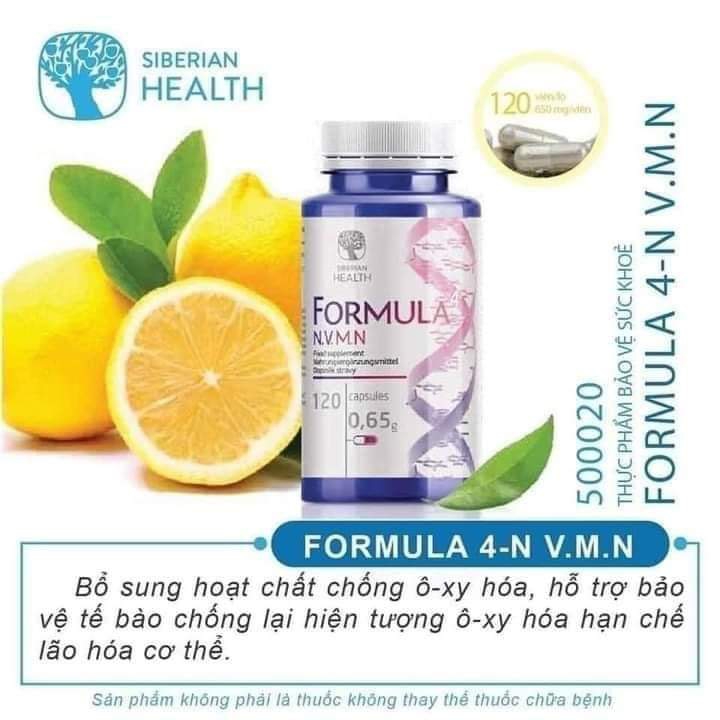 SIBERIAN
HEALTH
120 viên/lọ
650 mg/viên
SIBERIAN
HEALTH
FORMULA 4
N.V.M.N
Food supplement
Nahrungsergänzungsmittel
Doplněk stravy
120 capsules
0,65g
500020
THỰC PHẨM BẢO VỆ SỨC KHOẺ
FORMULA 4-N V.M.N
FORMULA 4-N V.M.N
Bổ sung hoạt chất chống ô-xy hóa, hỗ trợ bảo
vệ tế bào chống lại hiện tượng ô-xy hóa hạn chế
lão hóa cơ thể.
Sản phẩm không phải là thuốc không thay thế thuốc chữa bệnh